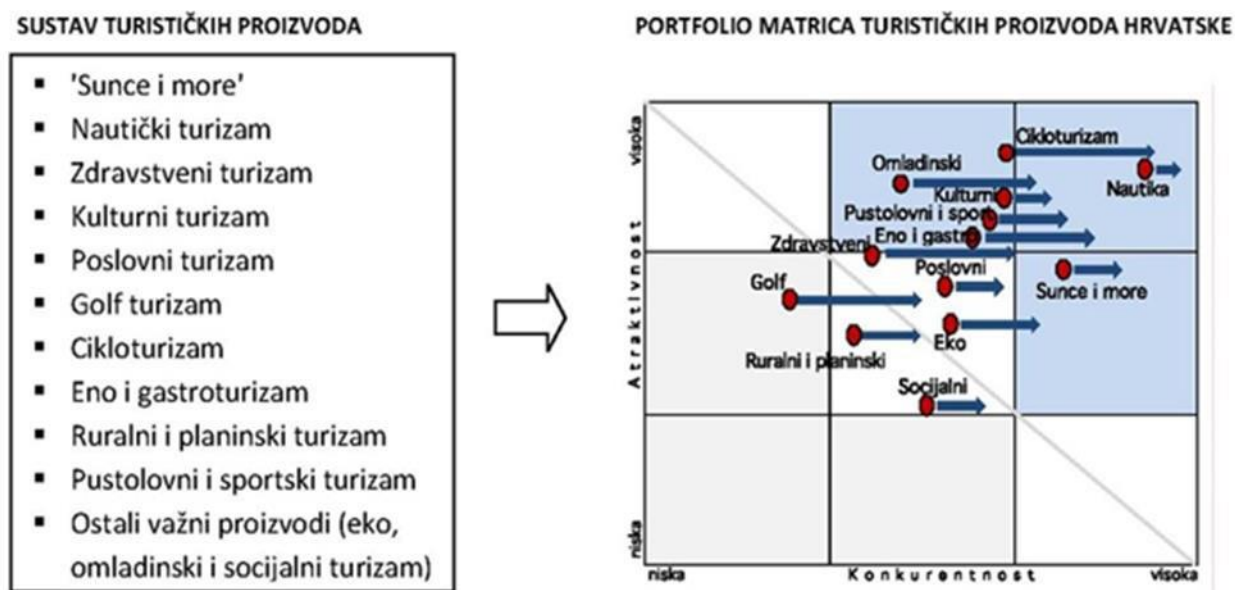 SUSTAV TURISTIČKIH PROIZVODA
'Sunce i more'
Nautički turizam
Zdravstveni turizam
Kulturni turizam
Poslovni turizam
Golf turizam
Cikloturizam
Eno i gastroturizam
Ruralni i planinski turizam
Pustolovni i sportski turizam
Ostali važni proizvodi (eko,
omladinski i socijalni turizam)
PORTFOLIO MATRICA TURISTIČKIH PROIZVODA HRVATSKE
visoka
Atraktivnost
niska
Cikloturizam
Omladinski
Nautika
Kulturni
Pustolovni i sport
Eno i gastro
Zdravstveni
Poslovni
Golf
Sunce i more
Eko
Ruralni i planinski
Socijalni
niska
Konkurentnost
visoka